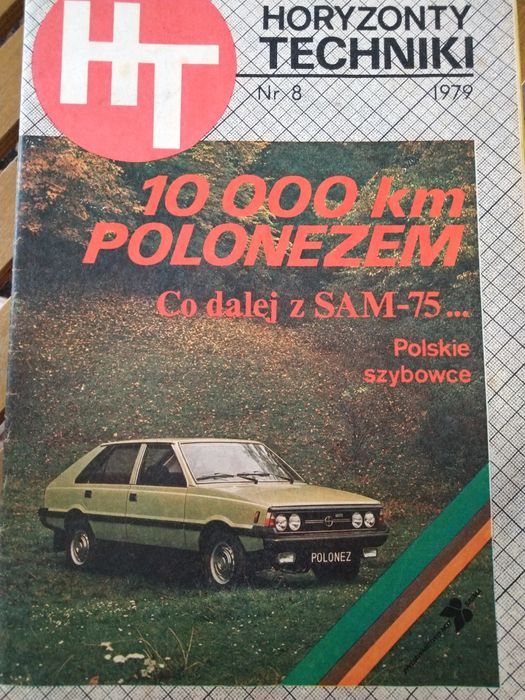 HT
HORYZONTY
TECHNIKI
Nr 8 1979
10 000 km
POLONEZEM
Co dalej z SAM-75...
Polskie
szybowce
POLONEZ